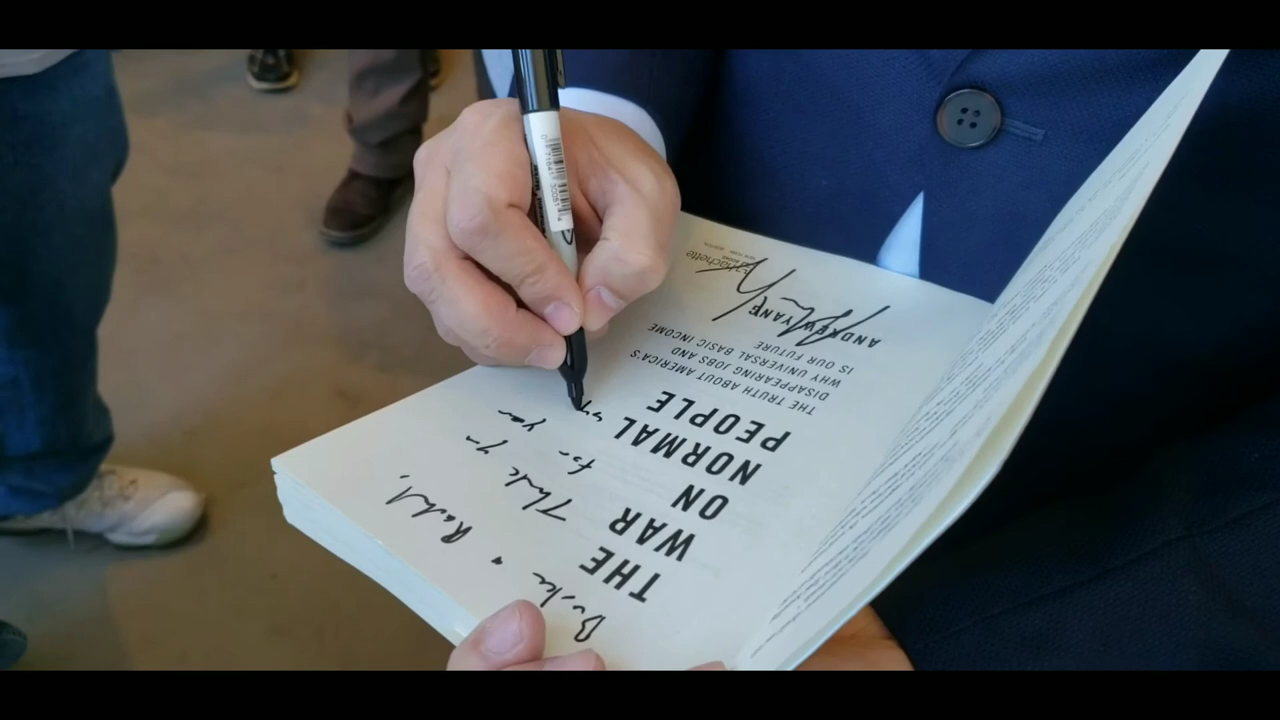 THE
WAR
ON
NORMAL
PEOPLE
THE TRUTH ABOUT AMERICA'S
DISAPPEARING JOBS AND
WHY UNIVERSAL BASIC INCOME
IS OUR FUTURE
ANDREW YANG
hachette
BOOKS
Thank you
for your